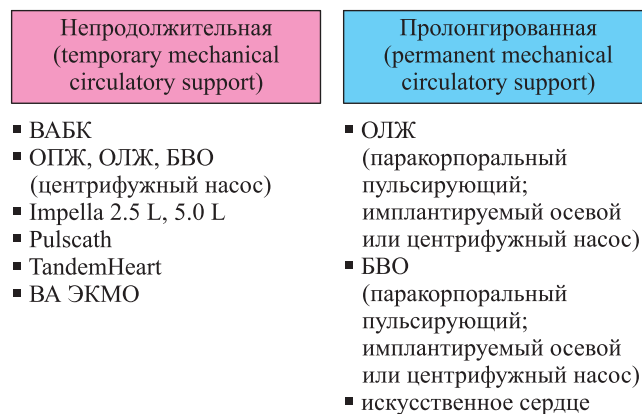 Непродолжительная
(temporary mechanical
circulatory support)
▪ ВАБК
▪ ОПЖ, ОЛЖ, БВО
(центрифужный насос)
▪ Impella 2.5 L, 5.0 L
▪ Pulscath
▪ TandemHeart
▪ ВА ЭКМО
Пролонгированная
(permanent mechanical
circulatory support)
▪ ОЛЖ
(паракорпоральный
пульсирующий;
имплантируемый осевой
или центрифужный насос)
▪ БВО
(паракорпоральный
пульсирующий;
имплантируемый осевой
или центрифужный насос)
▪ искусственное сердце